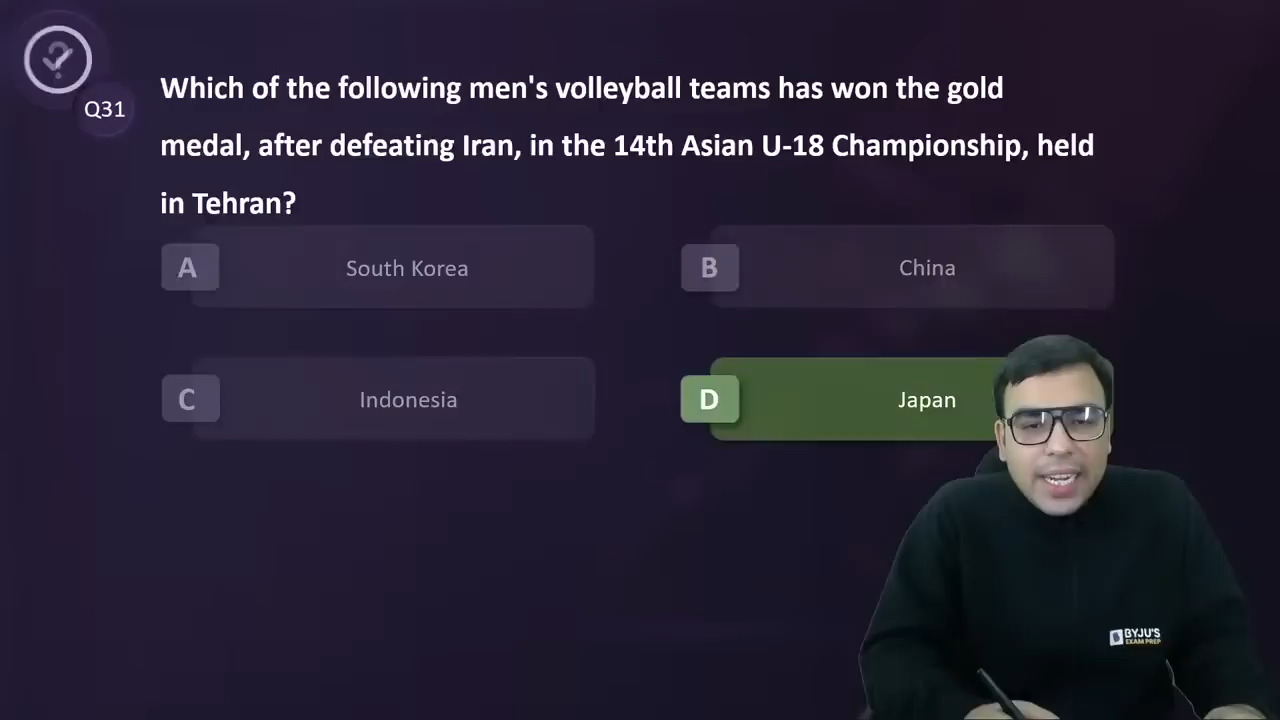 Q31
Which of the following men's volleyball teams has won the gold
medal, after defeating Iran, in the 14th Asian U-18 Championship, held
in Tehran?
A South Korea
B China
C Indonesia
D Japan
BYJU'S
EXAM PREP